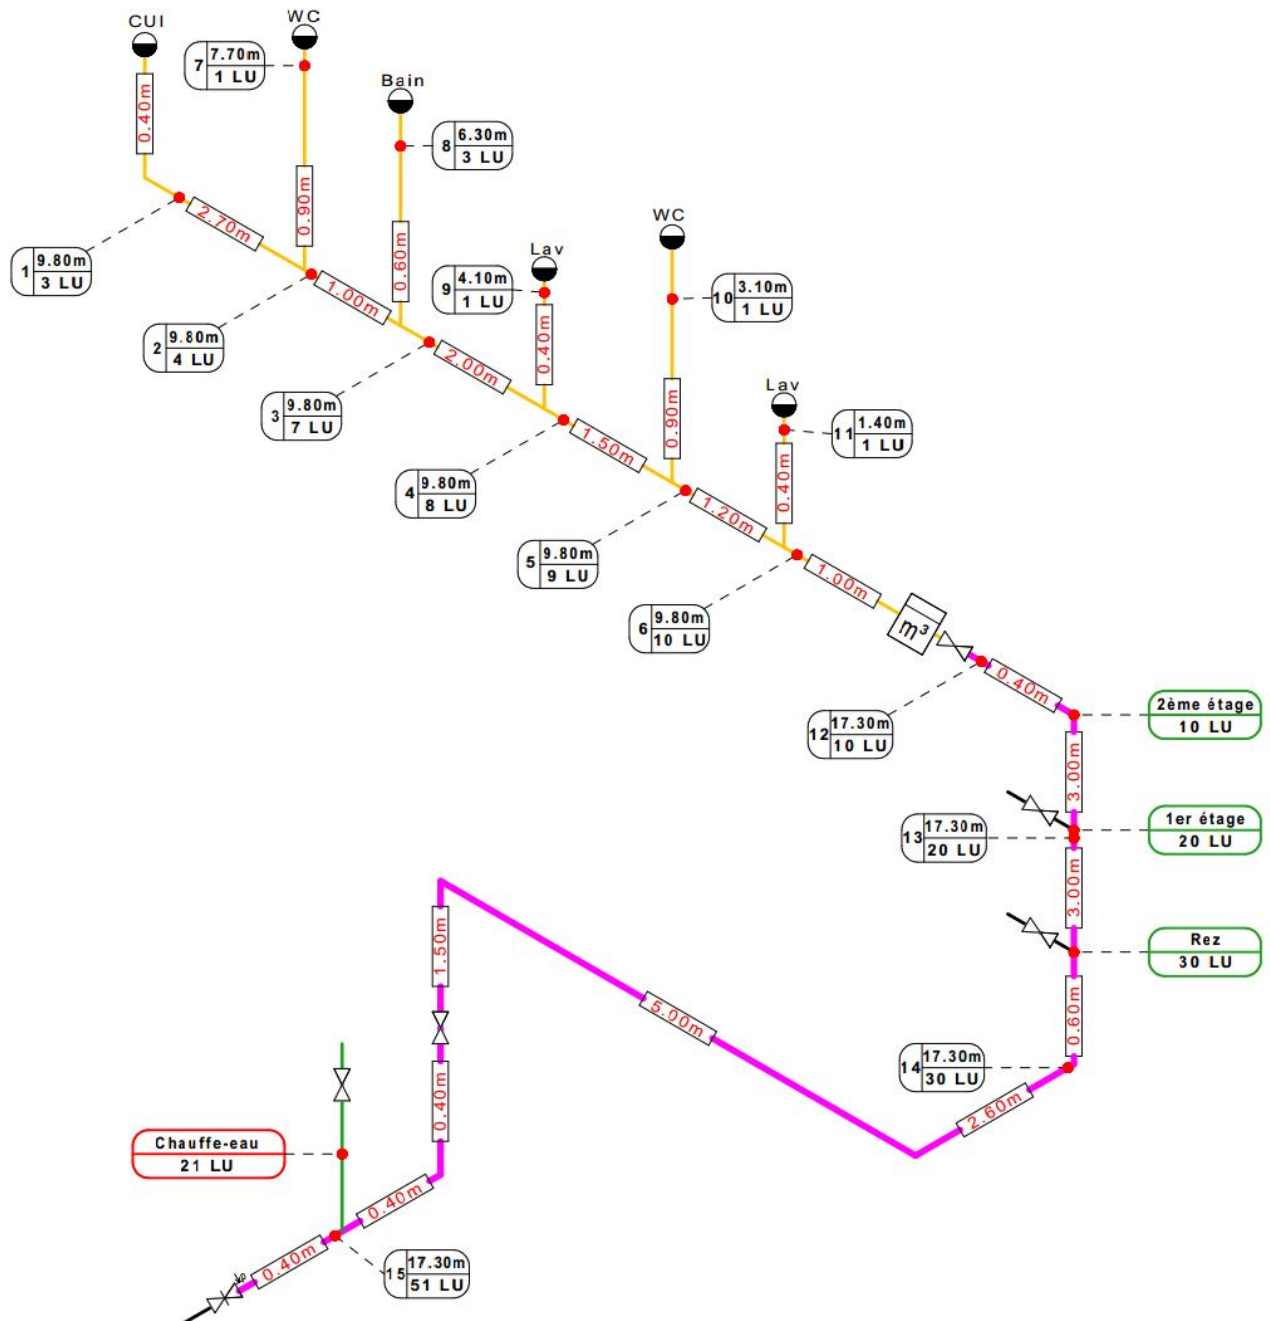 CUI
WC
7 7.70m
1 LU
Bain
0.40m
8 6.30m
3 LU
0.90m
2.70m
WC
0.60m
Lav
1 9.80m
3 LU
9 4.10m
1 LU
10 3.10m
1 LU
1.00m
2 9.80m
4 LU
0.40m
2.00m
Lav
3 9.80m
7 LU
0.90m
11 1.40m
1 LU
1.50m
0.40m
4 9.80m
8 LU
1.20m
5 9.80m
9 LU
1.00m
6 9.80m
10 LU
m³
0.40m
2ème étage
10 LU
12 17.30m
10 LU
3.00m
1er étage
20 LU
13 17.30m
20 LU
3.00m
1.50m
Rez
30 LU
5.00m
0.60m
14 17.30m
30 LU
0.40m
2.60m
Chauffe-eau
21 LU
0.40m
0.40m
15 17.30m
51 LU